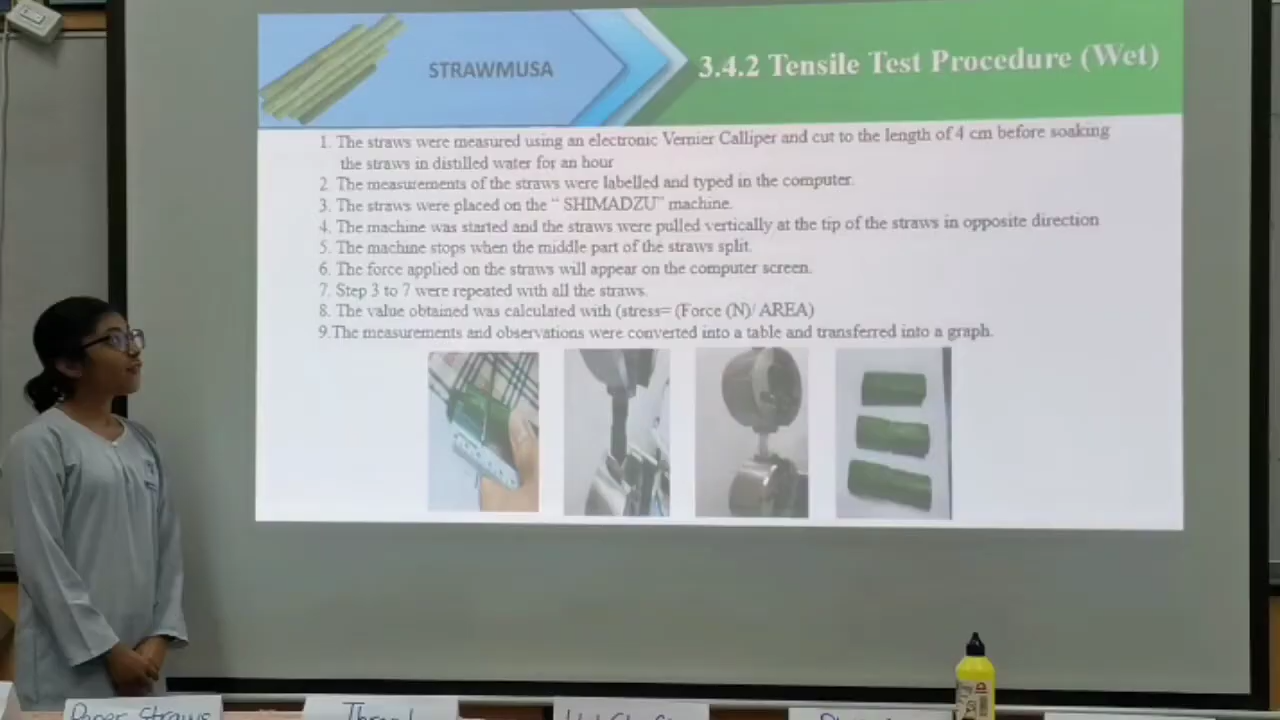 STRAWMUSA
3.4.2 Tensile Test Procedure (Wet)
1. The straws were measured using an electronic Vernier Calliper and cut to the length of 4 cm before soaking
the straws in distilled water for an hour
2. The measurements of the straws were labelled and typed in the computer.
3. The straws were placed on the " SHIMADZU" machine.
4. The machine was started and the straws were pulled vertically at the tip of the straws in opposite direction
5. The machine stops when the middle part of the straws split.
6. The force applied on the straws will appear on the computer screen.
7. Step 3 to 7 were repeated with all the straws.
8. The value obtained was calculated with (stress= (Force (N)/ AREA)
9.The measurements and observations were converted into a table and transferred into a graph.
Paper Straws